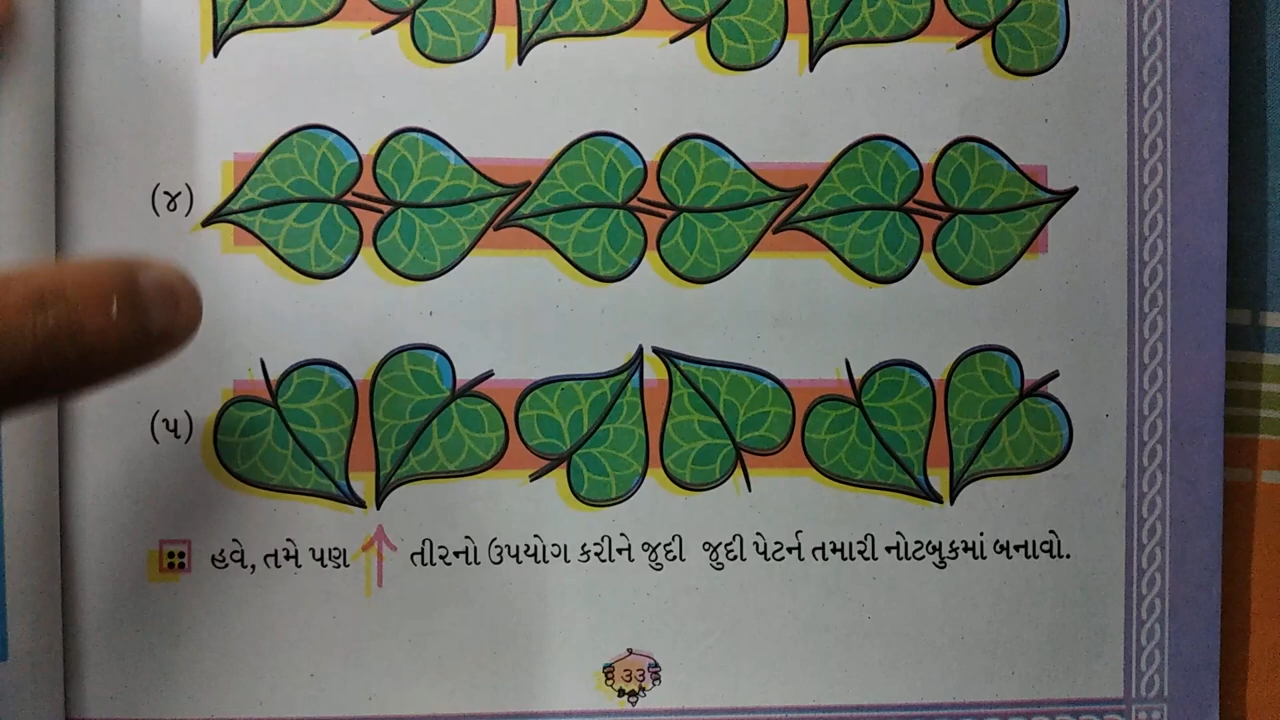 (૪)
(૫)
હવે, તમે પણ ↑ તીરનો ઉપયોગ કરીને જુદી જુદી પેટર્ન તમારી નોટબુકમાં બનાવો.
૩૩